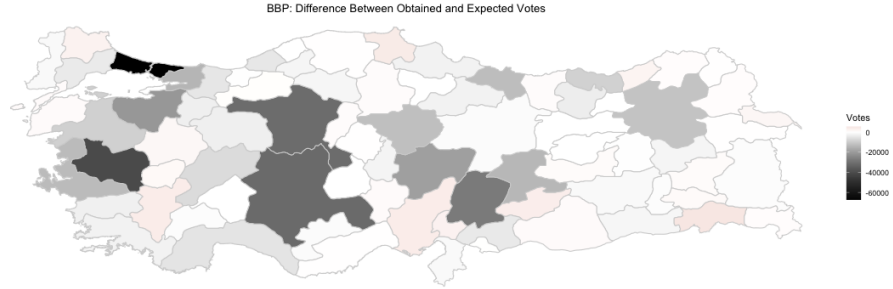 BBP: Difference Between Obtained and Expected Votes
Votes
0
-20000
-40000
-60000